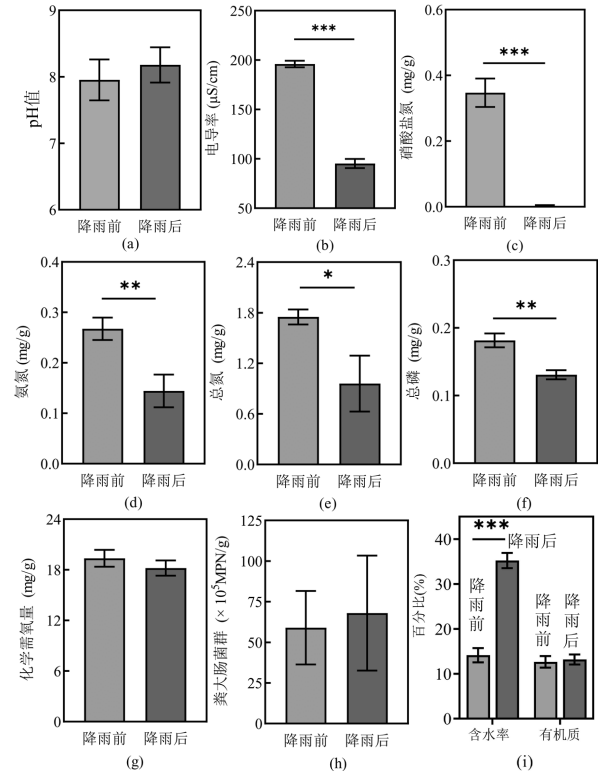 pH值
9
8
7
6
降雨前 降雨后
(a)
电导率 (μS/cm)
250
200
150
100
50
***
降雨前 降雨后
(b)
硝酸盐氮 (mg/g)
0.6
0.4
0.2
0.0
***
降雨前 降雨后
(c)
氨氮 (mg/g)
0.4
0.3
0.2
0.1
0.0
**
降雨前 降雨后
(d)
总氮 (mg/g)
2.4
1.8
1.2
0.6
0.0
*
降雨前 降雨后
(e)
总磷 (mg/g)
0.3
0.2
0.1
0.0
**
降雨前 降雨后
(f)
化学需氧量 (mg/g)
24
18
12
6
0
降雨前 降雨后
(g)
粪大肠菌群 (× 10⁵MPN/g)
125
100
75
50
25
0
降雨前 降雨后
(h)
百分比(%)
40
30
20
10
0
***
降雨前
降雨后
降雨前
降雨后
含水率 有机质
(i)